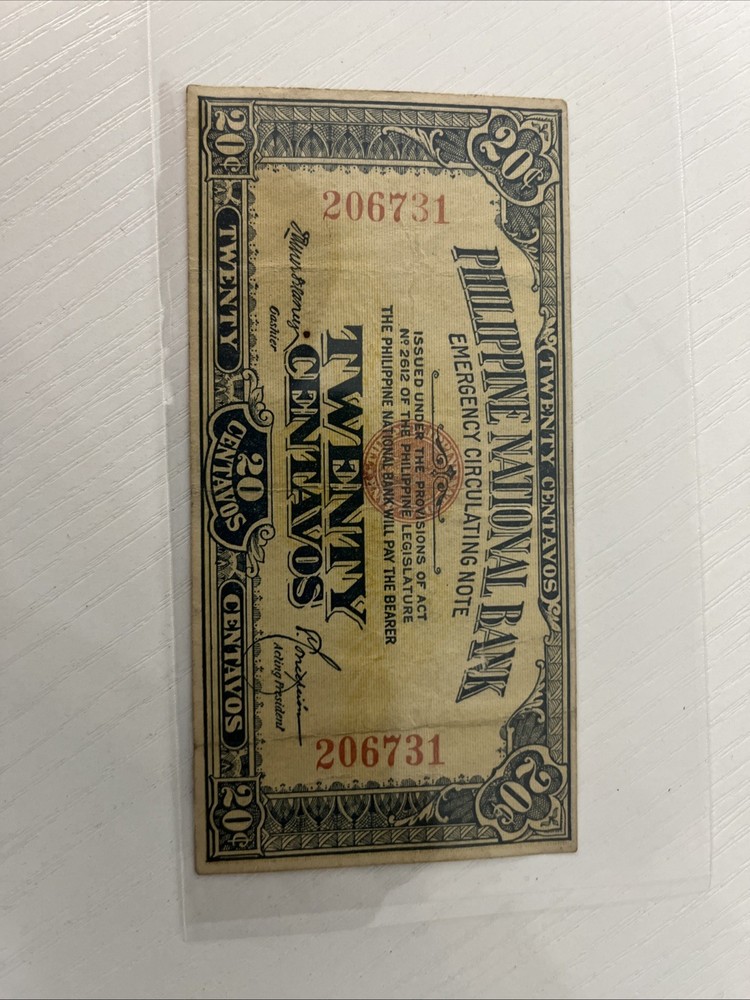 20¢
TWENTY CENTAVOS
20¢
PHILIPPINE NATIONAL BANK
EMERGENCY CIRCULATING NOTE
206731
206731
ISSUED UNDER THE PROVISIONS OF ACT
Nº 2612 OF THE PHILIPPINE LEGISLATURE
THE PHILIPPINE NATIONAL BANK WILL PAY THE BEARER
TWENTY
CENTAVOS
Cashier
Acting President
20¢
TWENTY
20
CENTAVOS
CENTAVOS
20¢